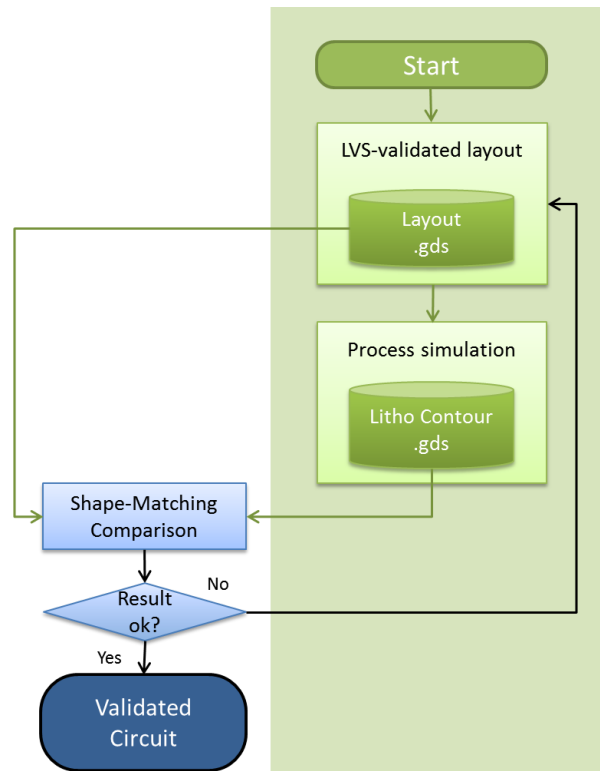 Start
LVS-validated layout
Layout
.gds
Process simulation
Litho Contour
.gds
Shape-Matching
Comparison
No
Result
ok?
Yes
Validated
Circuit